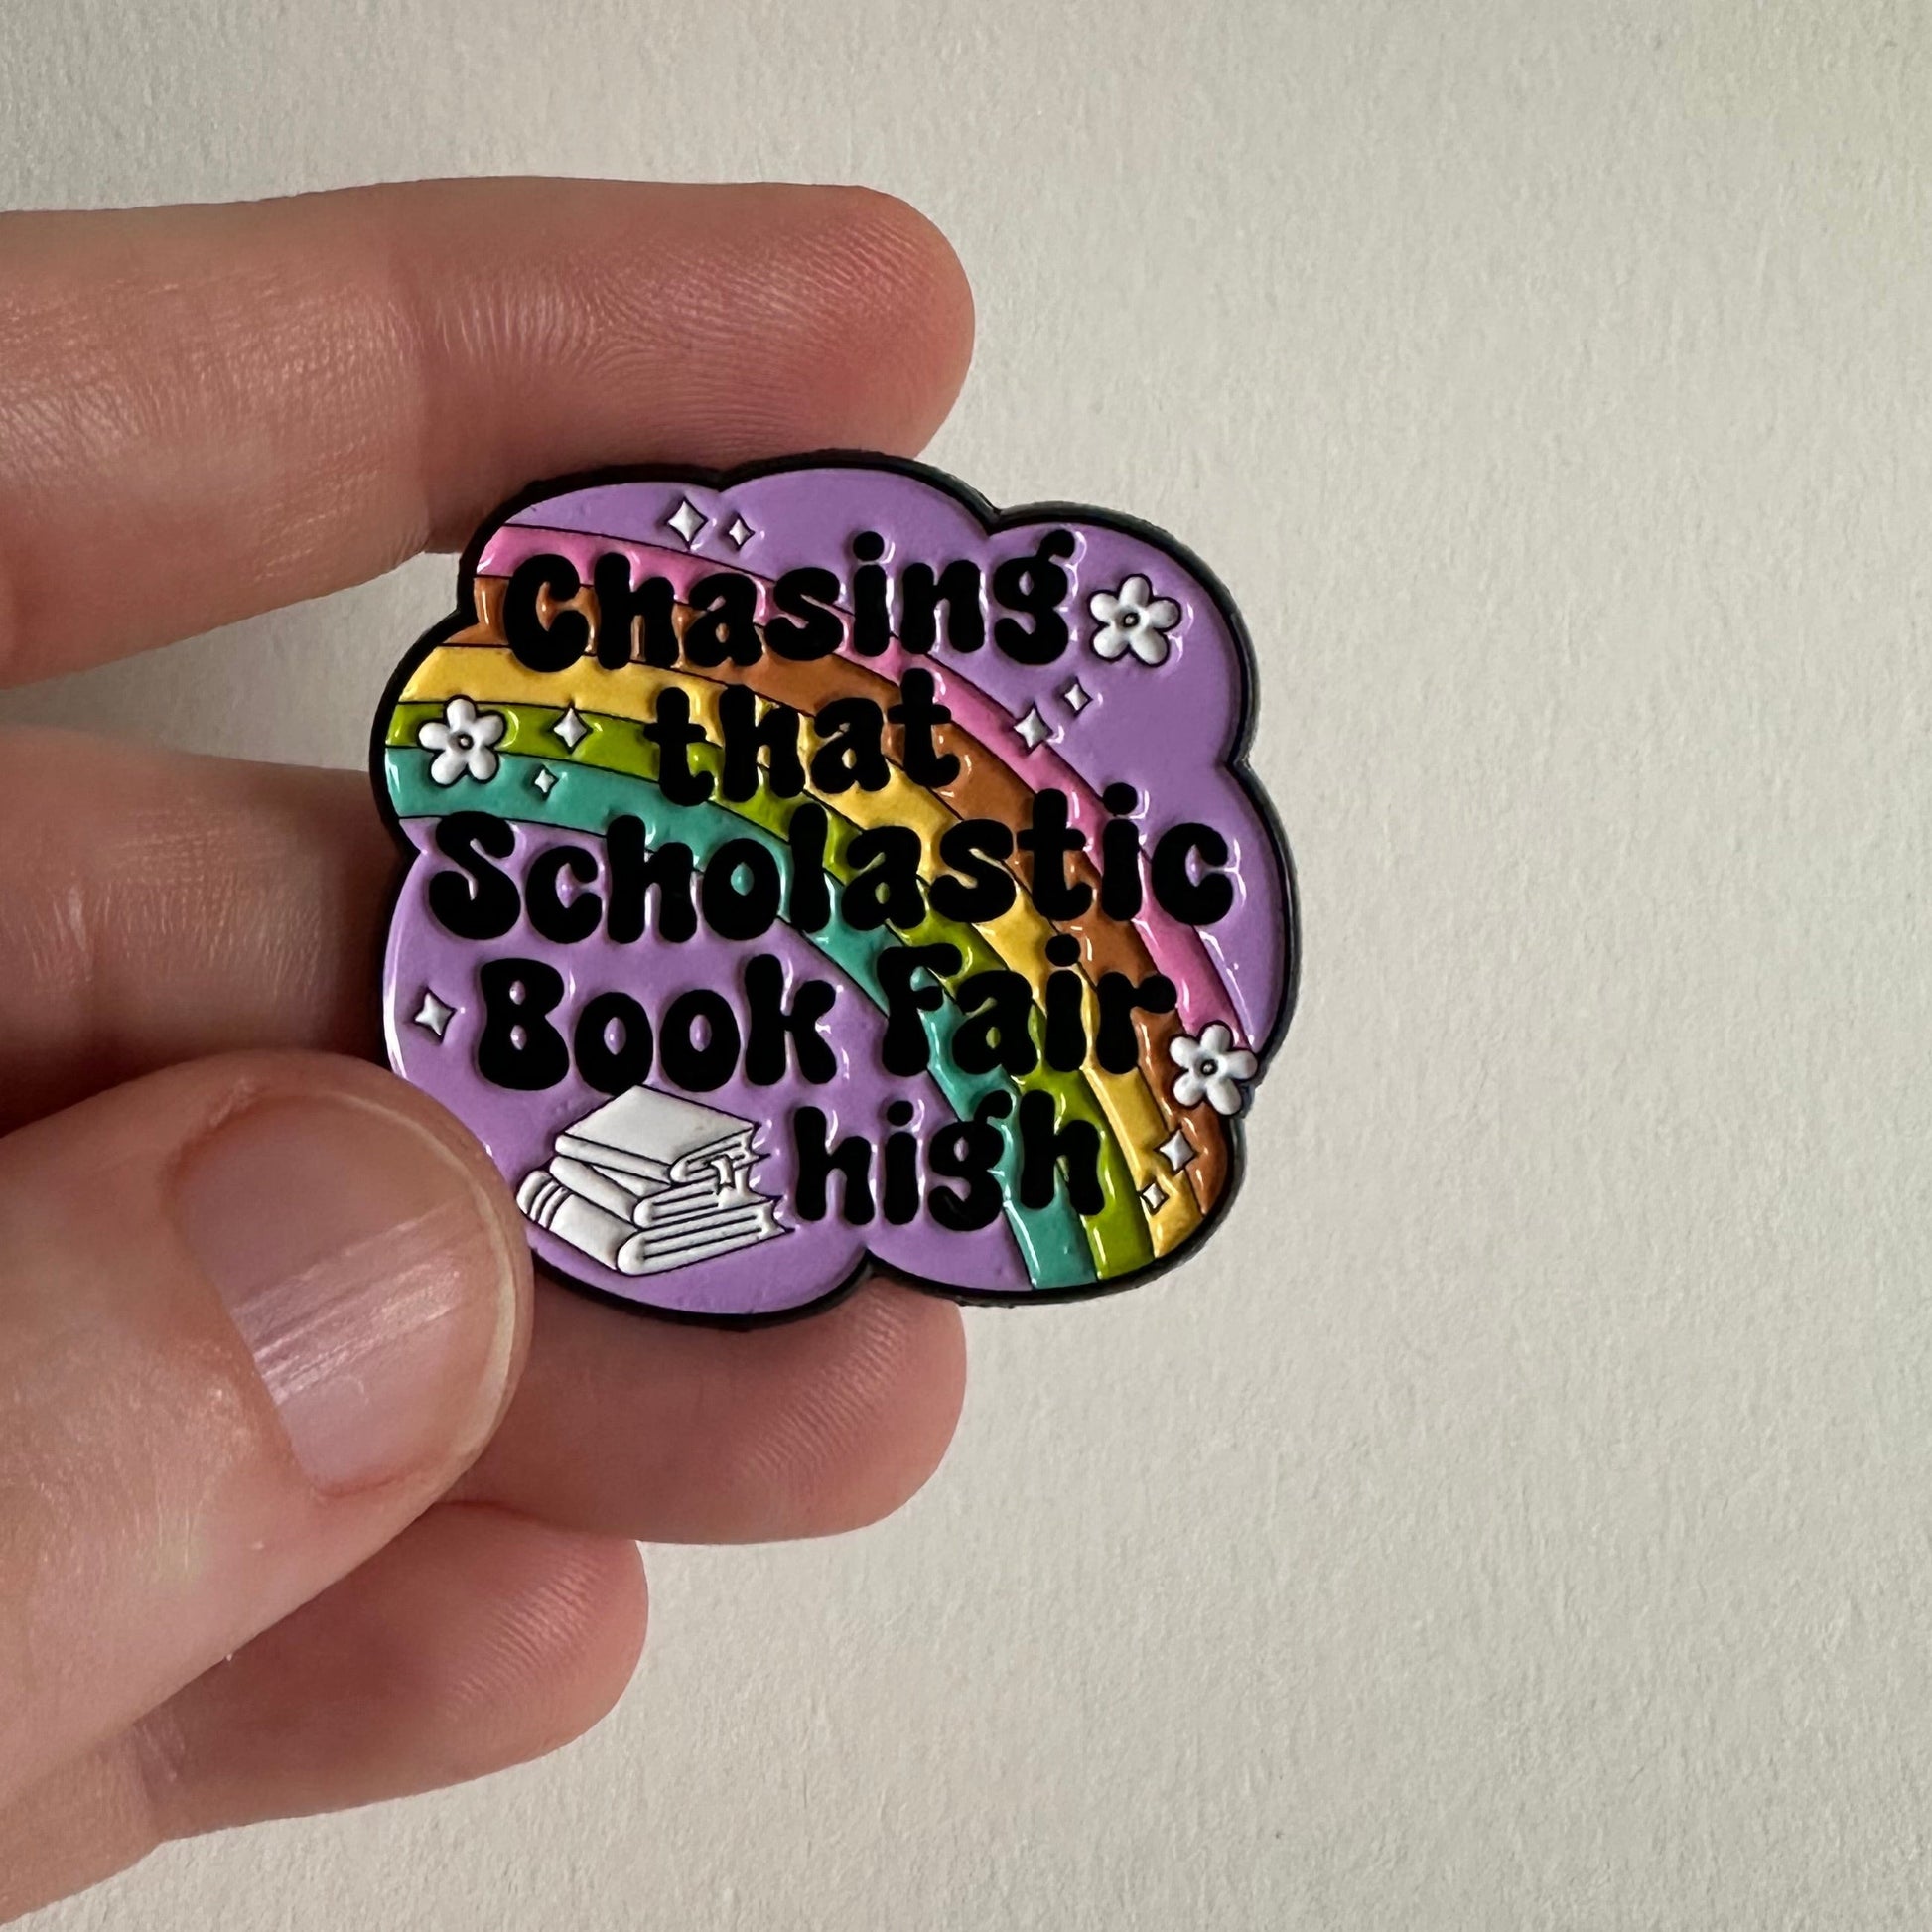 Chasing
that
Scholastic
Book Fair
high